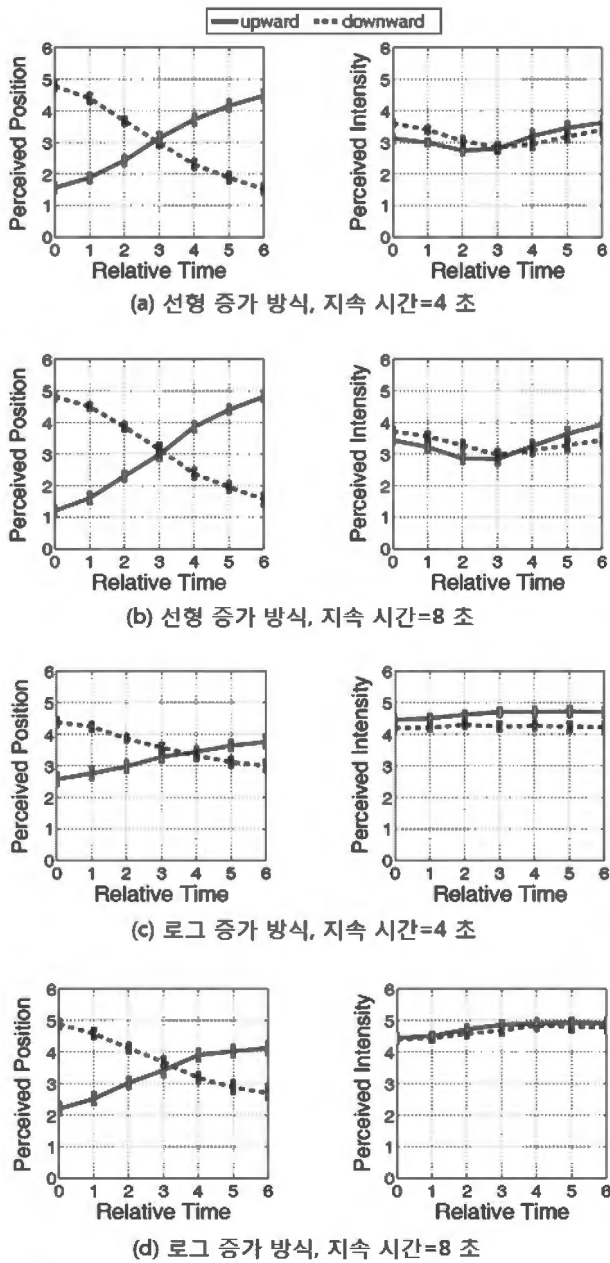 upward downward
6
5
4
3
2
1
0
Perceived Position
0 1 2 3 4 5 6
Relative Time
6
5
4
3
2
1
0
Perceived Intensity
0 1 2 3 4 5 6
Relative Time
(a) 선형 증가 방식, 지속 시간=4 초
6
5
4
3
2
1
0
Perceived Position
0 1 2 3 4 5 6
Relative Time
6
5
4
3
2
1
0
Perceived Intensity
0 1 2 3 4 5 6
Relative Time
(b) 선형 증가 방식, 지속 시간=8 초
6
5
4
3
2
1
0
Perceived Position
0 1 2 3 4 5 6
Relative Time
6
5
4
3
2
1
0
Perceived Intensity
0 1 2 3 4 5 6
Relative Time
(c) 로그 증가 방식, 지속 시간=4 초
6
5
4
3
2
1
0
Perceived Position
0 1 2 3 4 5 6
Relative Time
6
5
4
3
2
1
0
Perceived Intensity
0 1 2 3 4 5 6
Relative Time
(d) 로그 증가 방식, 지속 시간=8 초